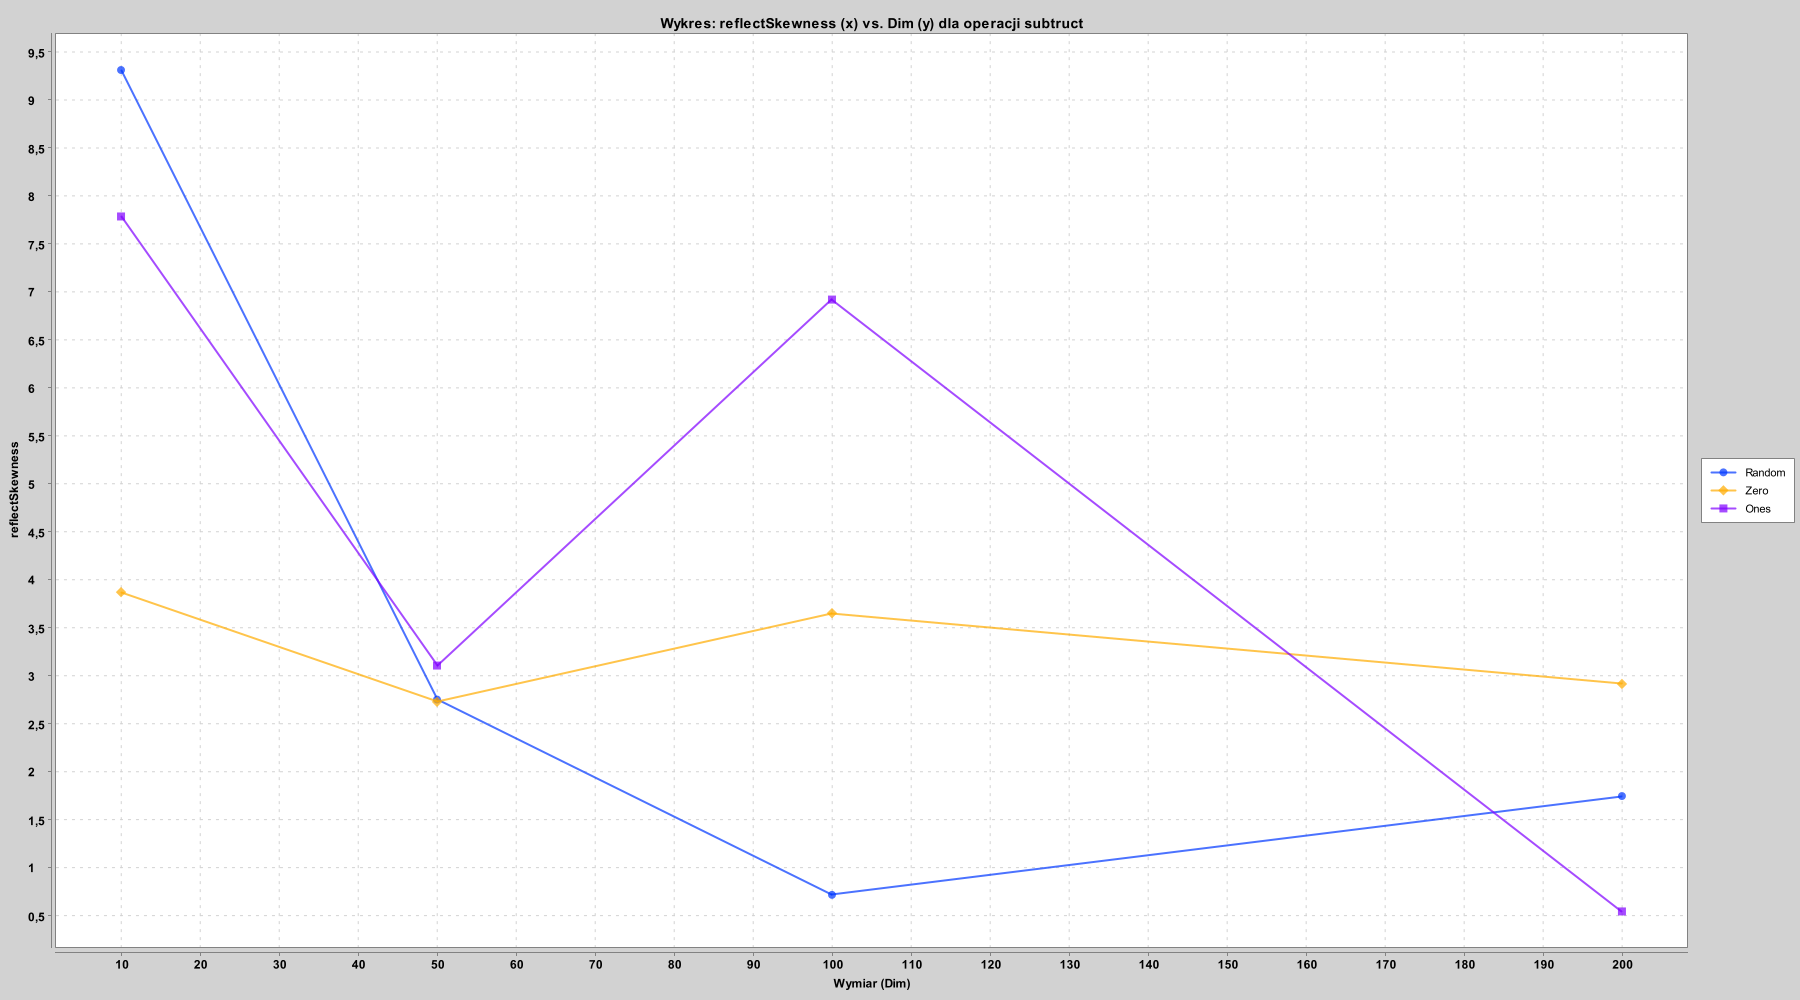 Wykres: reflectSkewness (x) vs. Dim (y) dla operacji subtruct
9,5
9
8,5
8
7,5
7
6,5
6
5,5
5
4,5
4
3,5
3
2,5
2
1,5
1
0,5
reflectSkewness
10 20 30 40 50 60 70 80 90 100 110 120 130 140 150 160 170 180 190 200
Wymiar (Dim)
Random
Zero
Ones